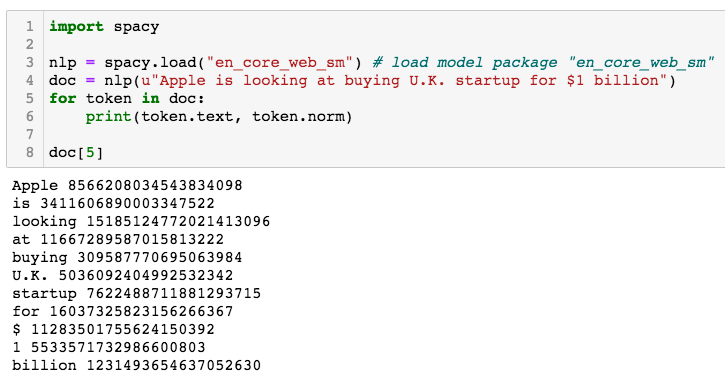 1 import spacy
2
3 nlp = spacy.load("en_core_web_sm") # load model package "en_core_web_sm"
4 doc = nlp(u"Apple is looking at buying U.K. startup for $1 billion")
5 for token in doc:
6     print(token.text, token.norm)
7
8 doc[5]
Apple 8566208034543834098
is 3411606890003347522
looking 15185124772021413096
at 11667289587015813222
buying 309587770695063984
U.K. 5036092404992532342
startup 7622488711881293715
for 16037325823156266367
$ 11283501755624150392
1 5533571732986600803
billion 1231493654637052630